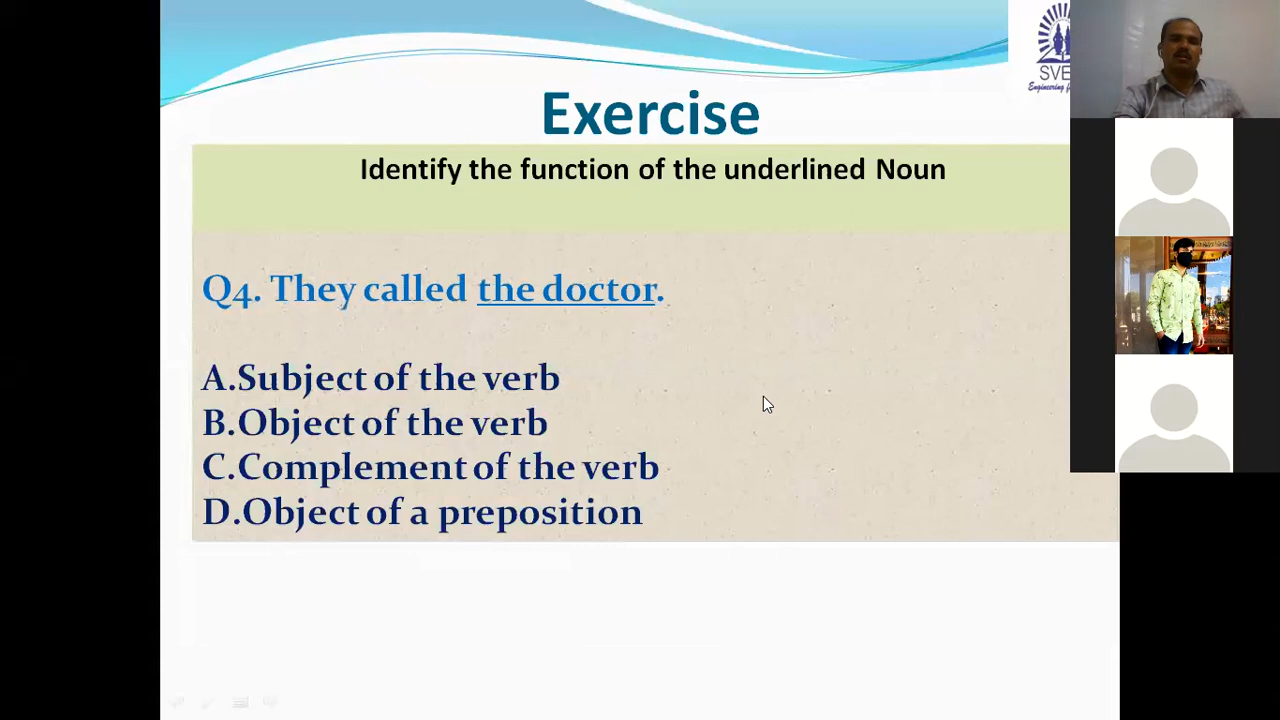 Exercise
Identify the function of the underlined Noun
Q4. They called the doctor.
A.Subject of the verb
B.Object of the verb
C.Complement of the verb
D.Object of a preposition